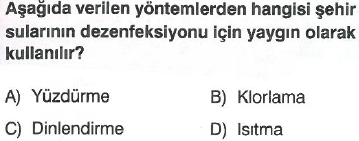 Aşağıda verilen yöntemlerden hangisi şehir
sularının dezenfeksiyonu için yaygın olarak
kullanılır?
A) Yüzdürme B) Klorlama
C) Dinlendirme D) Isıtma